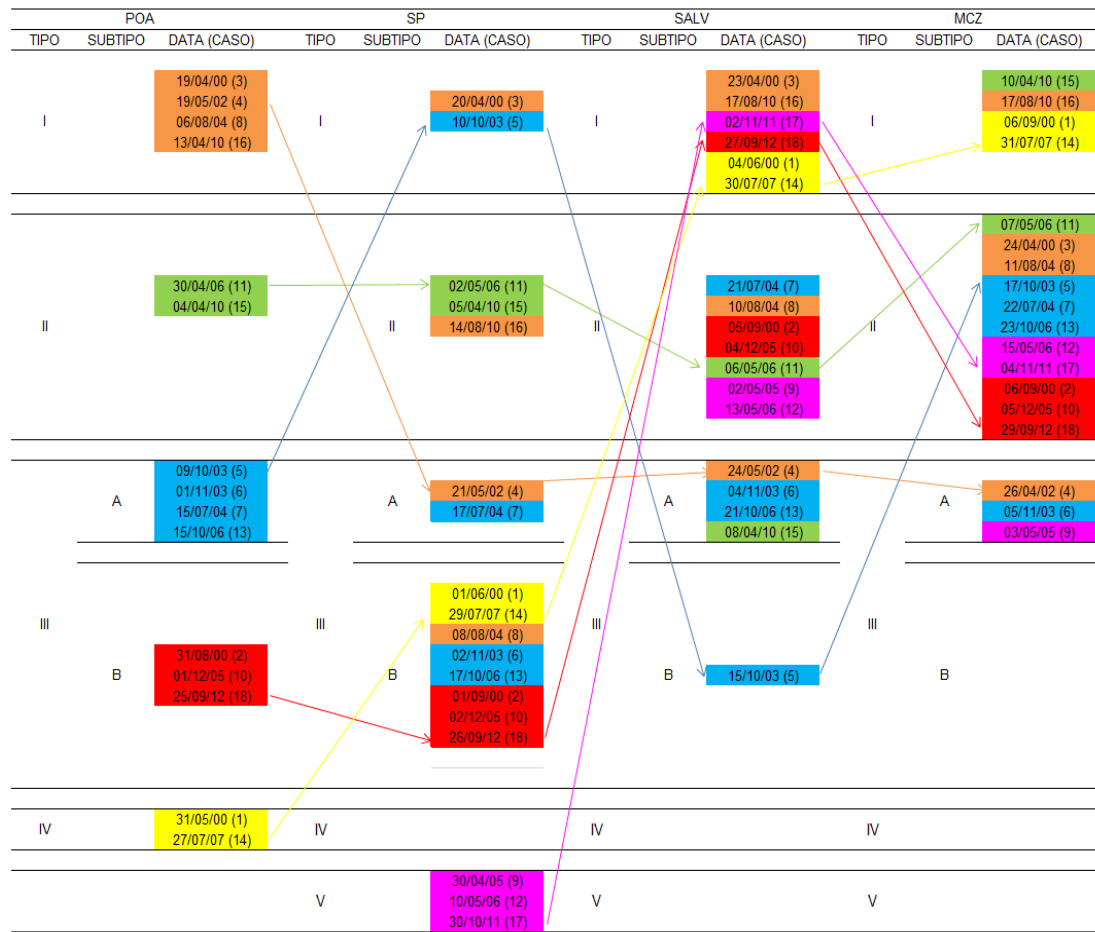 POA SP SALV MCZ
TIPO SUBTIPO DATA (CASO) TIPO SUBTIPO DATA (CASO) TIPO SUBTIPO DATA (CASO) TIPO SUBTIPO DATA (CASO)
19/04/00 (3) 23/04/00 (3) 10/04/10 (15)
19/05/02 (4) 20/04/00 (3) 17/08/10 (16) 17/08/10 (16)
I 06/08/04 (8) I 10/10/03 (5) I 02/11/11 (17) I 06/09/00 (1)
13/04/10 (16) 27/09/12 (18) 31/07/07 (14)
04/06/00 (1)
30/07/07 (14)
07/05/06 (11)
24/04/00 (3)
11/08/04 (8)
30/04/06 (11) 02/05/06 (11) 21/07/04 (7) 17/10/03 (5)
04/04/10 (15) 05/04/10 (15) 10/08/04 (8) 22/07/04 (7)
II II 14/08/10 (16) II 05/09/00 (2) II 23/10/06 (13)
04/12/05 (10) 15/05/06 (12)
06/05/06 (11) 04/11/11 (17)
02/05/05 (9) 06/09/00 (2)
13/05/06 (12) 05/12/05 (10)
29/09/12 (18)
09/10/03 (5) 24/05/02 (4)
A 01/11/03 (6) A 21/05/02 (4) A 04/11/03 (6) A 26/04/02 (4)
15/07/04 (7) 17/07/04 (7) 21/10/06 (13) 05/11/03 (6)
15/10/06 (13) 08/04/10 (15) 03/05/05 (9)
01/06/00 (1)
29/07/07 (14)
III III 08/08/04 (8) III III
31/08/00 (2) 02/11/03 (6)
B 01/12/05 (10) B 17/10/06 (13) B 15/10/03 (5) B
25/09/12 (18) 01/09/00 (2)
02/12/05 (10)
26/09/12 (18)
IV 31/05/00 (1) IV IV IV
27/07/07 (14)
30/04/05 (9)
V 10/05/06 (12) V V
30/10/11 (17)